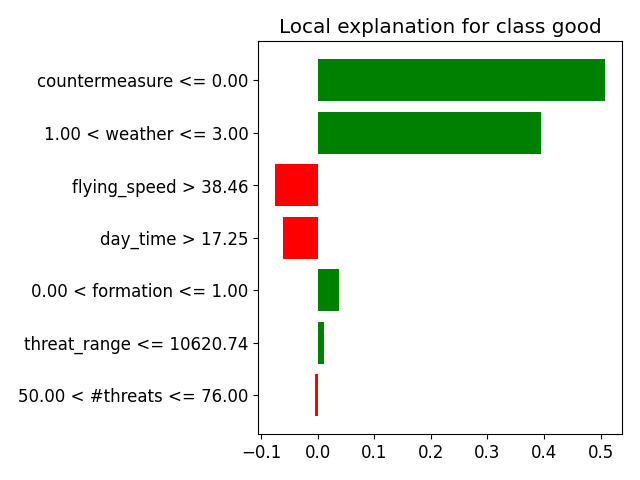 Local explanation for class good
countermeasure <= 0.00
1.00 < weather <= 3.00
flying_speed > 38.46
day_time > 17.25
0.00 < formation <= 1.00
threat_range <= 10620.74
50.00 < #threats <= 76.00
−0.1 0.0 0.1 0.2 0.3 0.4 0.5